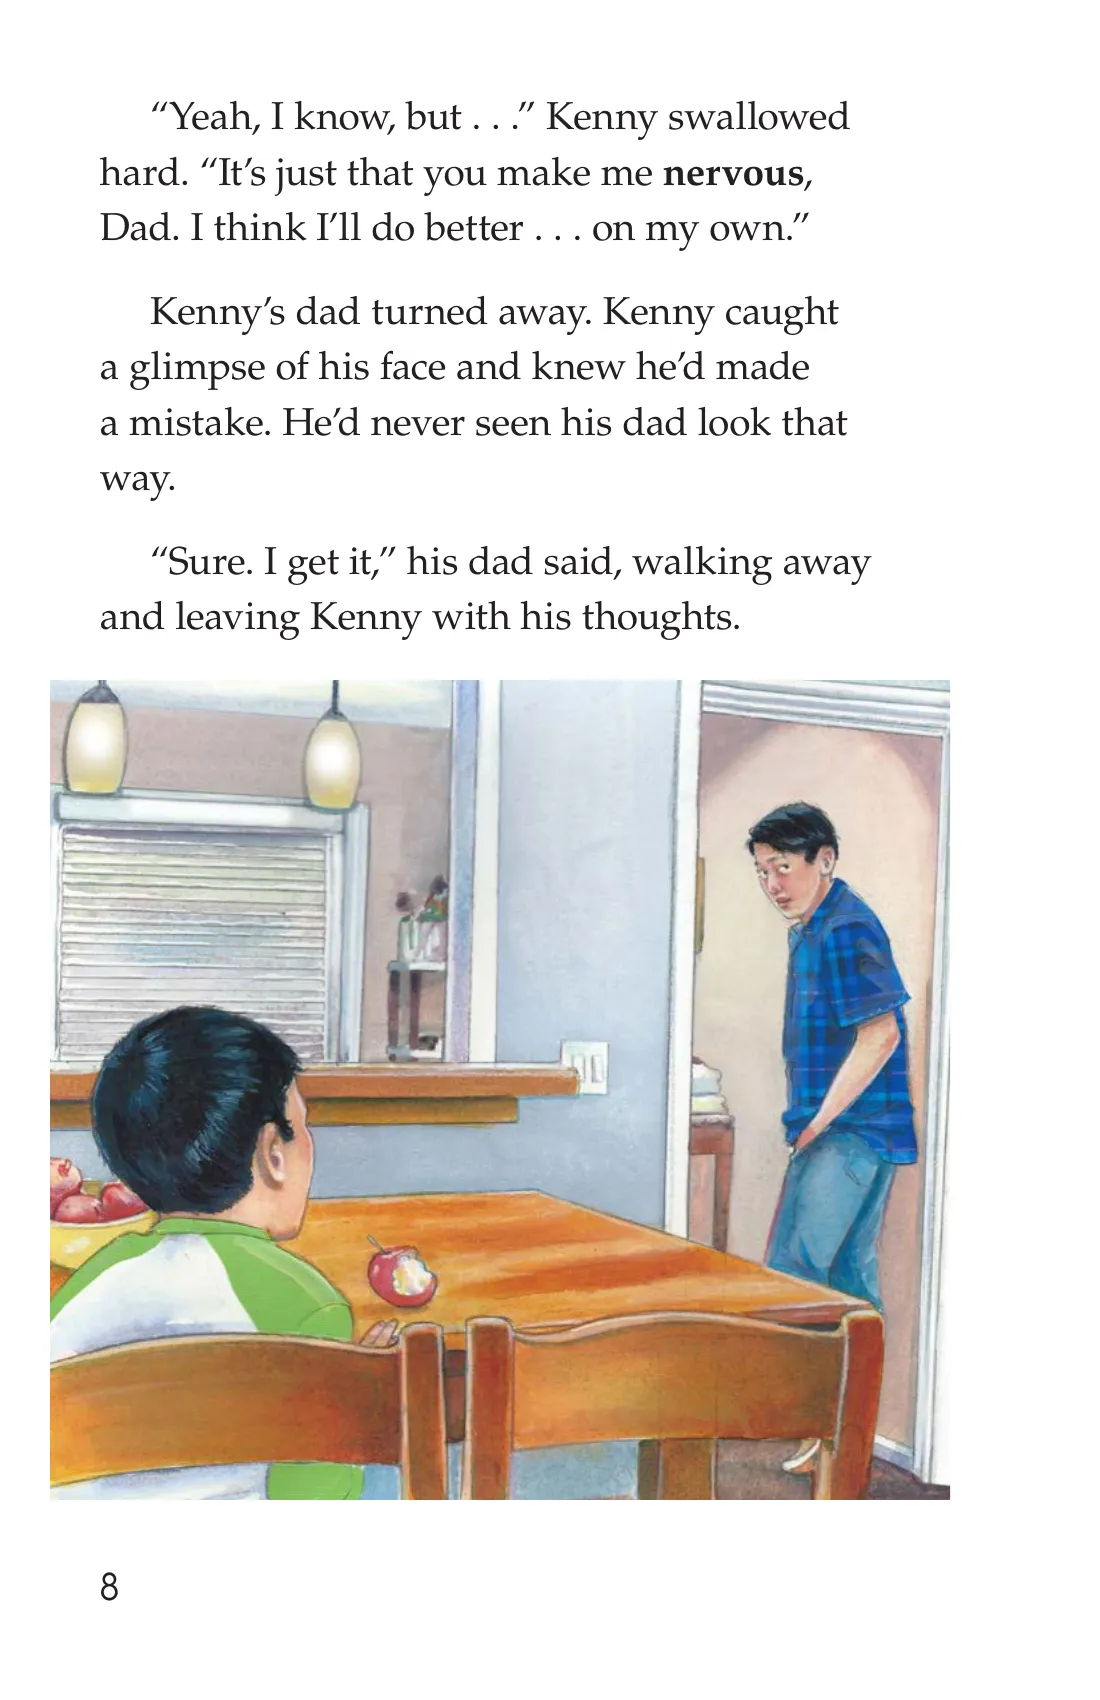 “Yeah, I know, but . . .” Kenny swallowed
hard. “It’s just that you make me nervous,
Dad. I think I’ll do better . . . on my own.”
Kenny’s dad turned away. Kenny caught
a glimpse of his face and knew he’d made
a mistake. He’d never seen his dad look that
way.
“Sure. I get it,” his dad said, walking away
and leaving Kenny with his thoughts.
8